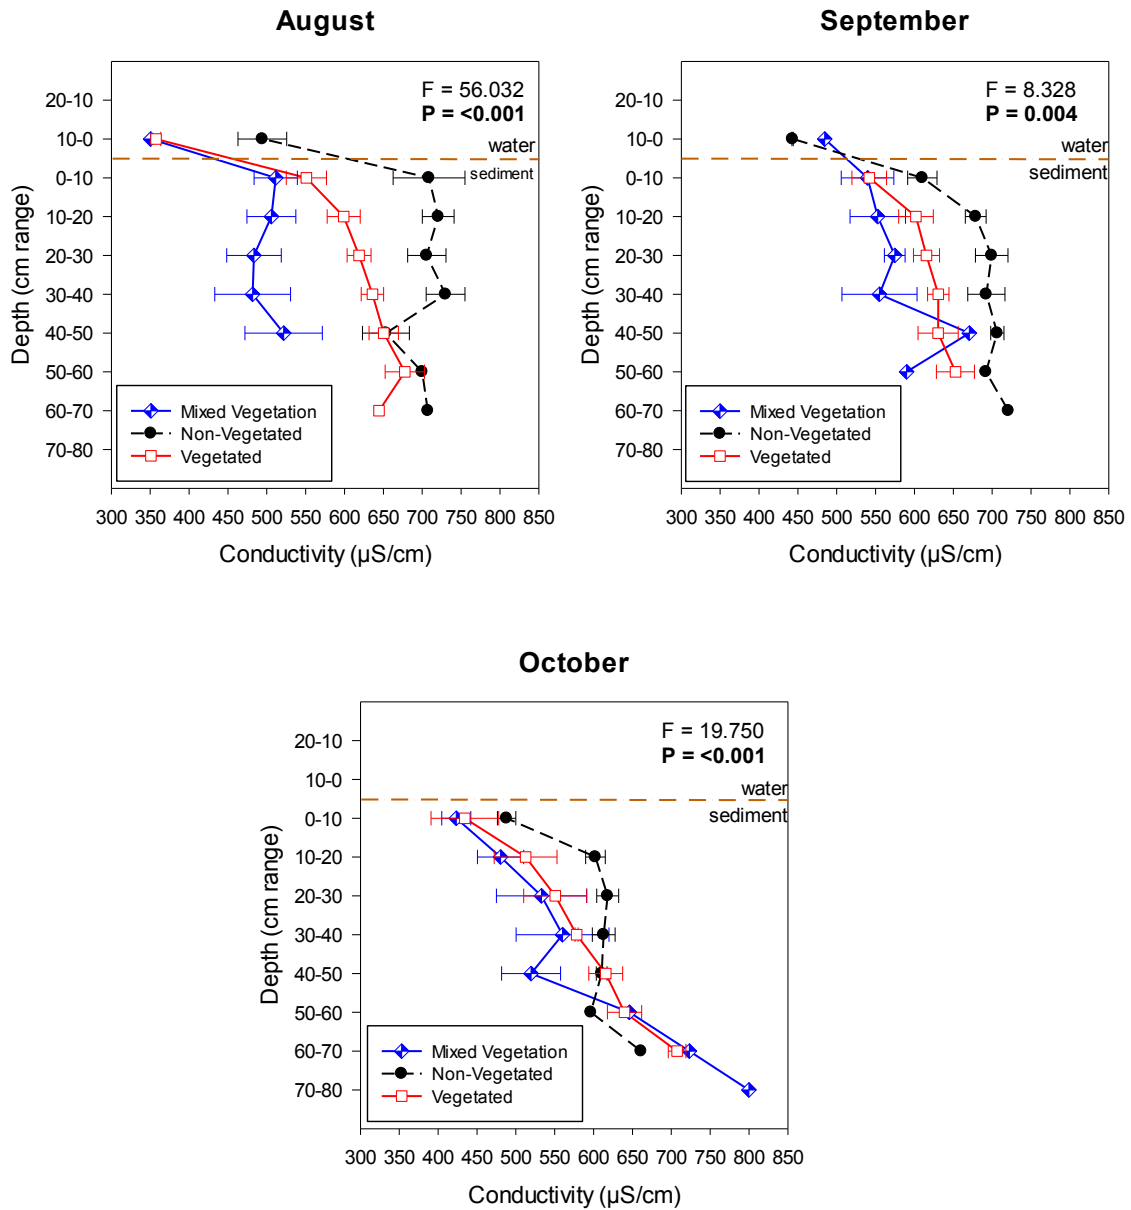 August
F = 56.032
P = <0.001
water
sediment
20-10
10-0
0-10
10-20
20-30
30-40
40-50
50-60
60-70
70-80
Depth (cm range)
Mixed Vegetation
Non-Vegetated
Vegetated
300 350 400 450 500 550 600 650 700 750 800 850
Conductivity (µS/cm)
September
F = 8.328
P = 0.004
water
sediment
20-10
10-0
0-10
10-20
20-30
30-40
40-50
50-60
60-70
70-80
Depth (cm range)
Mixed Vegetation
Non-Vegetated
Vegetated
300 350 400 450 500 550 600 650 700 750 800 850
Conductivity (µS/cm)
October
F = 19.750
P = <0.001
water
sediment
20-10
10-0
0-10
10-20
20-30
30-40
40-50
50-60
60-70
70-80
Depth (cm range)
Mixed Vegetation
Non-Vegetated
Vegetated
300 350 400 450 500 550 600 650 700 750 800 850
Conductivity (µS/cm)